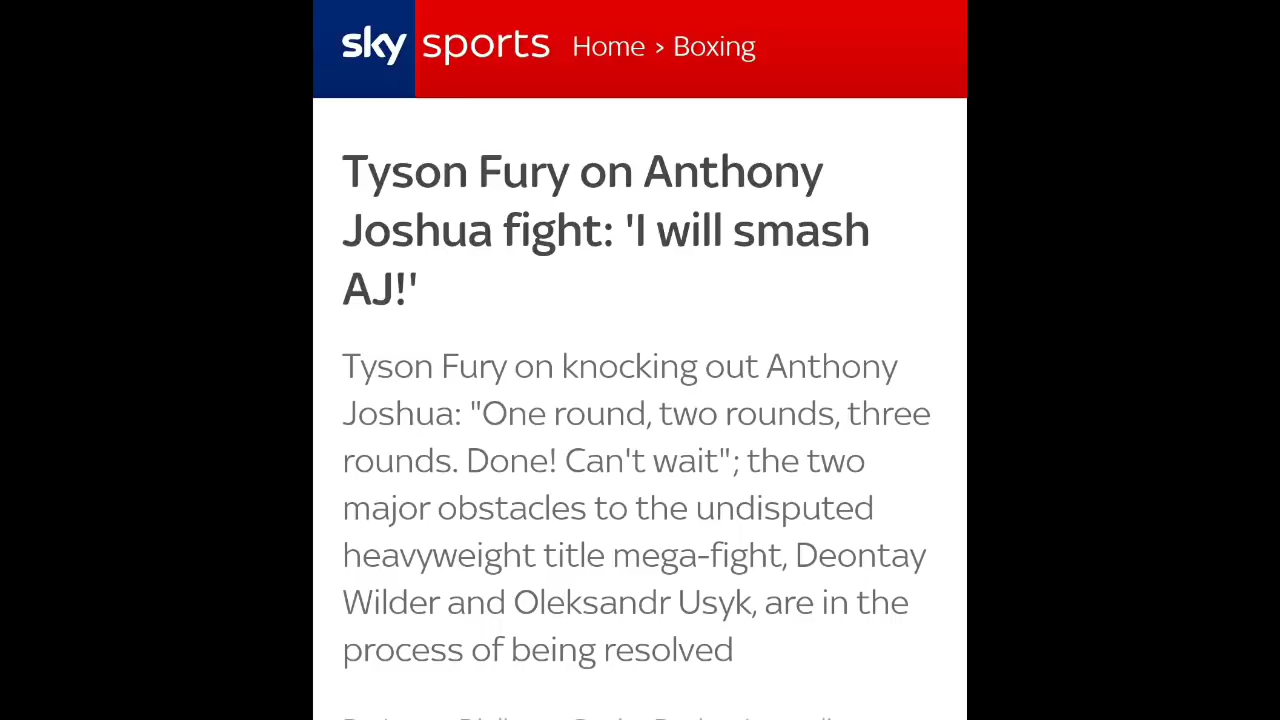 sky sports Home > Boxing
Tyson Fury on Anthony
Joshua fight: 'I will smash
AJ!'
Tyson Fury on knocking out Anthony
Joshua: "One round, two rounds, three
rounds. Done! Can't wait"; the two
major obstacles to the undisputed
heavyweight title mega-fight, Deontay
Wilder and Oleksandr Usyk, are in the
process of being resolved